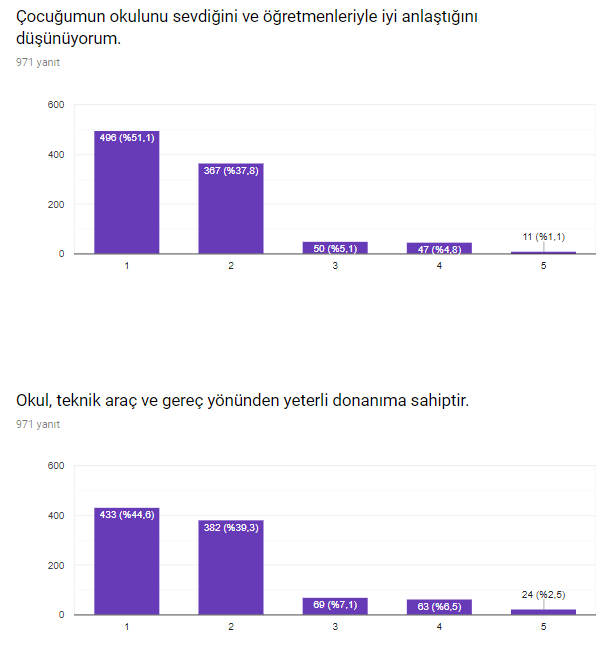 Çocuğumun okulunu sevdiğini ve öğretmenleriyle iyi anlaştığını
düşünüyorum.
971 yanıt
600
400
200
0
496 (%51,1)
367 (%37,8)
50 (%5,1)
47 (%4,8)
11 (%1,1)
1 2 3 4 5
Okul, teknik araç ve gereç yönünden yeterli donanıma sahiptir.
971 yanıt
600
400
200
0
433 (%44,6)
382 (%39,3)
69 (%7,1)
63 (%6,5)
24 (%2,5)
1 2 3 4 5